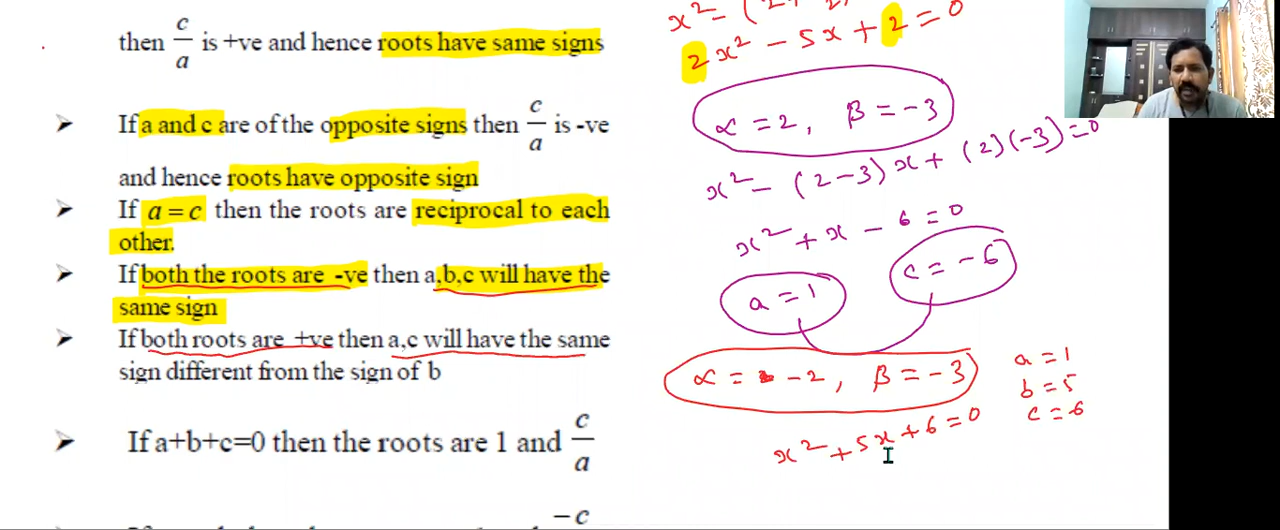 then c/a is +ve and hence roots have same signs
➢ If a and c are of the opposite signs then c/a is -ve
and hence roots have opposite sign
➢ If a = c then the roots are reciprocal to each
other.
➢ If both the roots are -ve then a,b,c will have the
same sign
➢ If both roots are +ve then a,c will have the same
sign different from the sign of b
➢ If a+b+c=0 then the roots are 1 and c/a
-c
2x² - 5x + 2 = 0
α = 2, β = -3
x² - (2-3)x + (2)(-3) = 0
x² + x - 6 = 0
a = 1
c = -6
α = -2, β = -3
a = 1
b = 5
c = 6
x² + 5x + 6 = 0